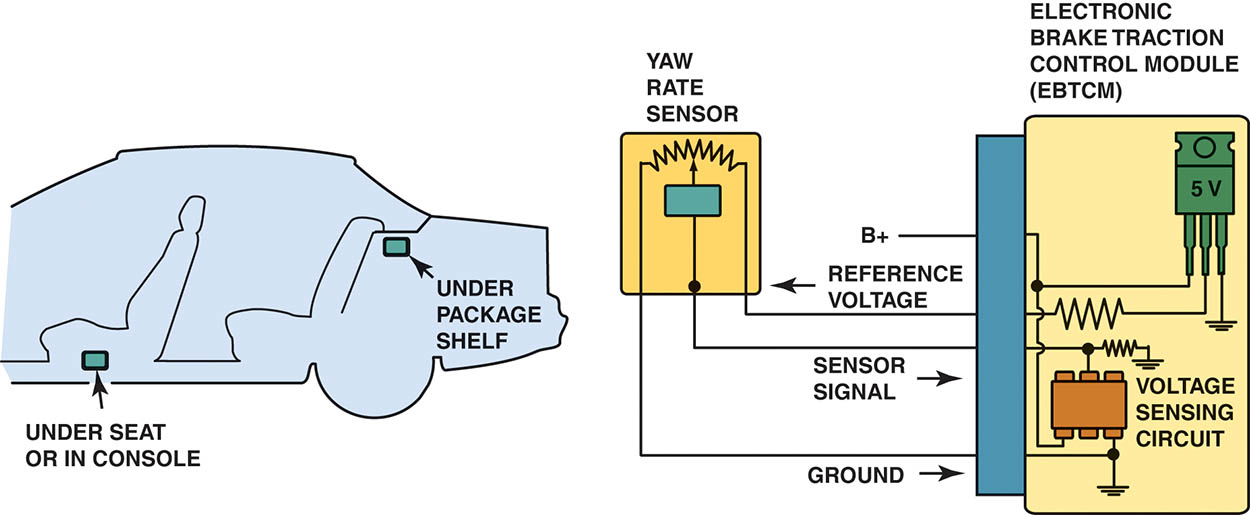 UNDER SEAT
OR IN CONSOLE
UNDER
PACKAGE
SHELF
YAW
RATE
SENSOR
ELECTRONIC
BRAKE TRACTION
CONTROL MODULE
(EBTCM)
5 V
B+
REFERENCE
VOLTAGE
SENSOR
SIGNAL
GROUND
VOLTAGE
SENSING
CIRCUIT